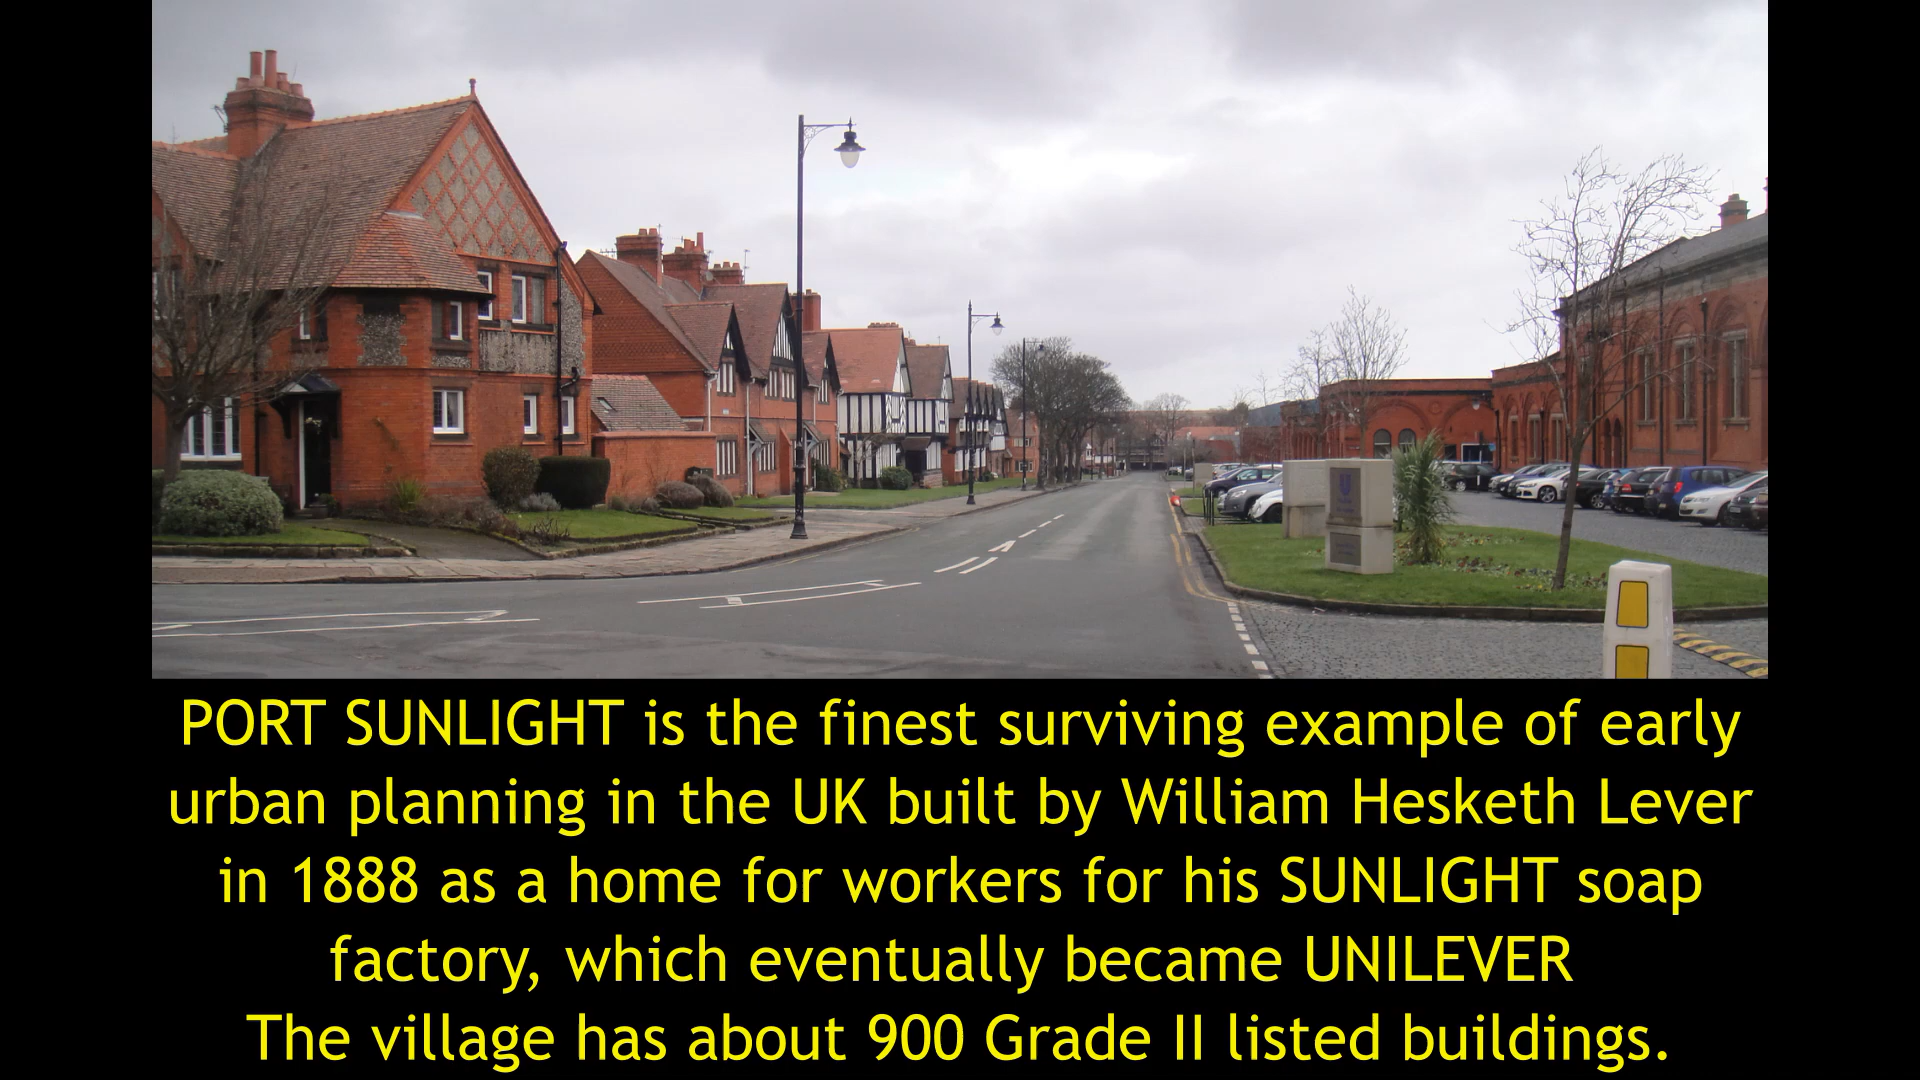 PORT SUNLIGHT is the finest surviving example of early
urban planning in the UK built by William Hesketh Lever
in 1888 as a home for workers for his SUNLIGHT soap
factory, which eventually became UNILEVER
The village has about 900 Grade II listed buildings.